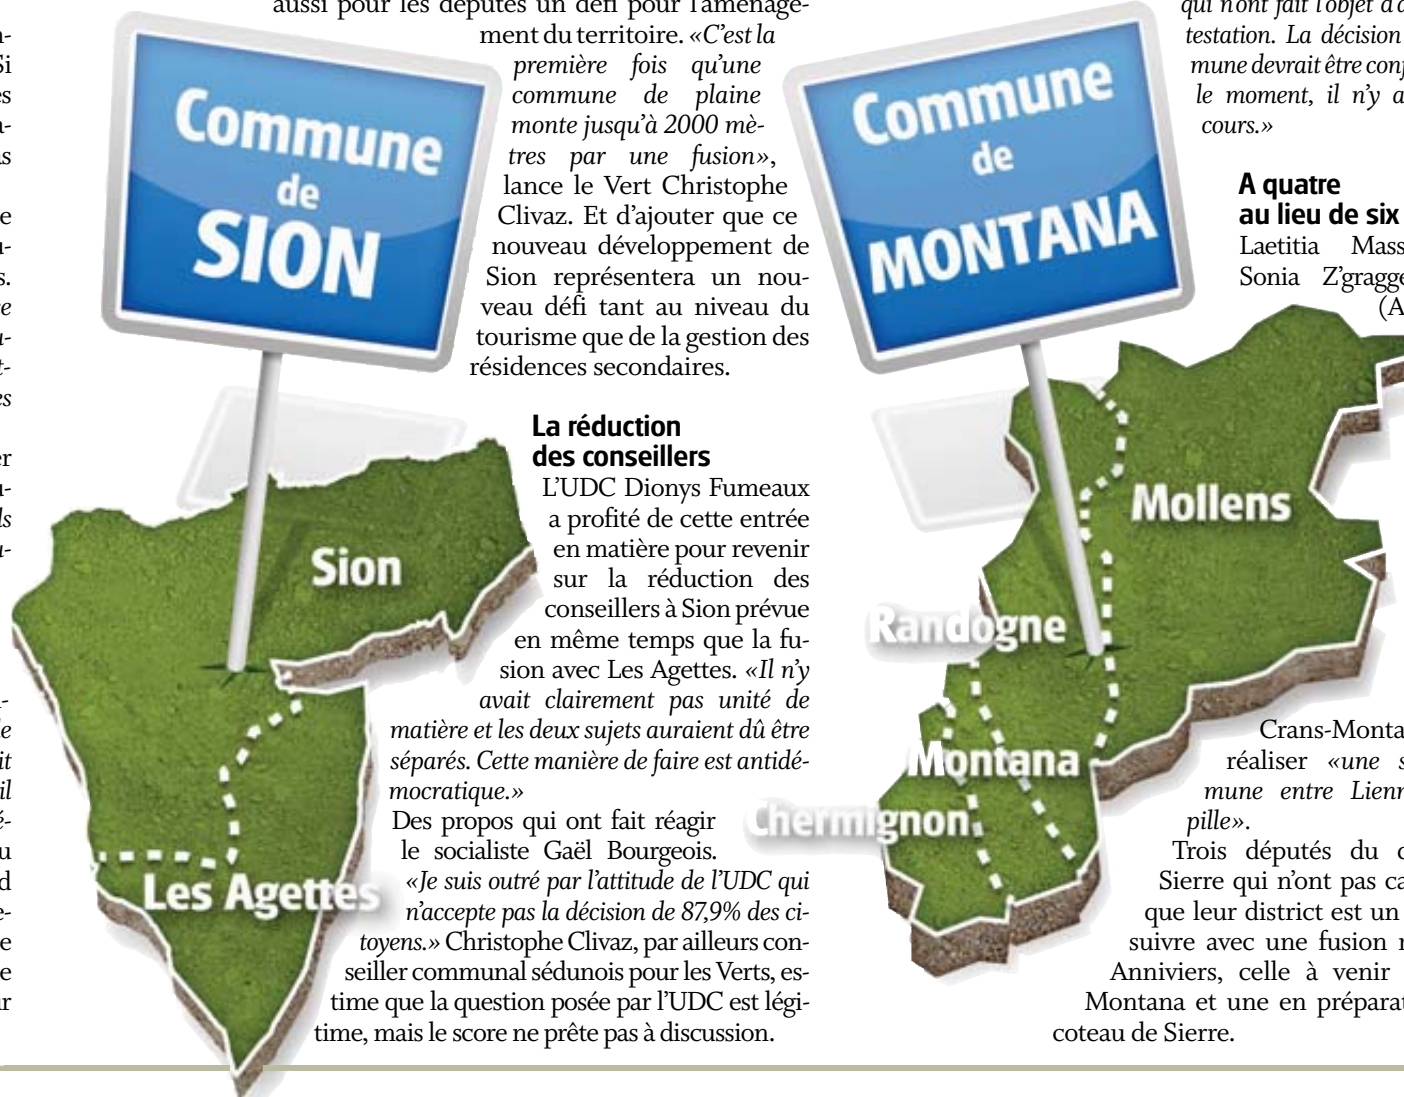 aussi pour les députés un défi pour l'aménage-
ment du territoire. «C'est la
première fois qu'une
commune de plaine
monte jusqu'à 2000 mè-
tres par une fusion»,
lance le Vert Christophe
Clivaz. Et d'ajouter que ce
nouveau développement de
Sion représentera un nou-
veau défi tant au niveau du
tourisme que de la gestion des
résidences secondaires.
La réduction
des conseillers
L'UDC Dionys Fumeaux
a profité de cette entrée
en matière pour revenir
sur la réduction des
conseillers à Sion prévue
en même temps que la fu-
sion avec Les Agettes. «Il n'y
avait clairement pas unité de
matière et les deux sujets auraient dû être
séparés. Cette manière de faire est antidé-
mocratique.»
Des propos qui ont fait réagir
le socialiste Gaël Bourgeois.
«Je suis outré par l'attitude de l'UDC qui
n'accepte pas la décision de 87,9% des ci-
toyens.» Christophe Clivaz, par ailleurs con-
seiller communal sédunois pour les Verts, es-
time que la question posée par l'UDC est légi-
time, mais le score ne prête pas à discussion.
Commune
de
SION
Sion
Les Agettes
Commune
de
MONTANA
Mollens
Randogne
Montana
Chermignon
qui n'ont fait l'objet d'a
testation. La décision
mune devrait être conf
le moment, il n'y a
cours.»
A quatre
au lieu de six
Laetitia Mass
Sonia Z'gragge
(A
Crans-Monta
réaliser «une s
mune entre Lienn
pille».
Trois députés du d
Sierre qui n'ont pas ca
que leur district est un
suivre avec une fusion r
Anniviers, celle à venir
Montana et une en préparat
coteau de Sierre.